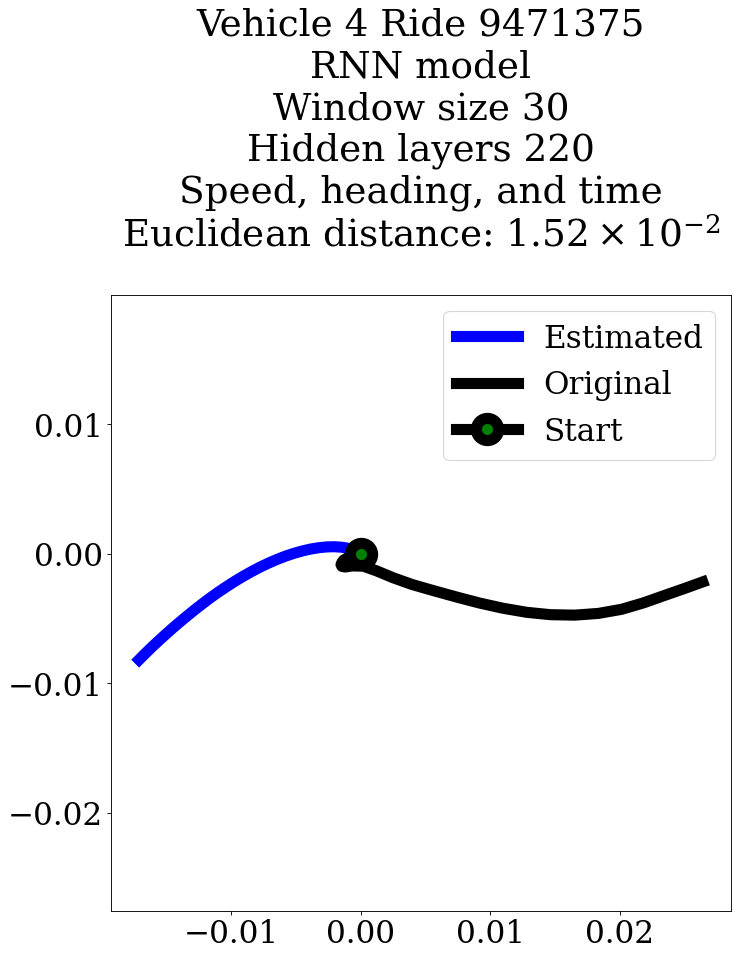 Vehicle 4 Ride 9471375
RNN model
Window size 30
Hidden layers 220
Speed, heading, and time
Euclidean distance: 1.52 × 10⁻²
Estimated
Original
Start
0.01
0.00
−0.01
−0.02
−0.01 0.00 0.01 0.02